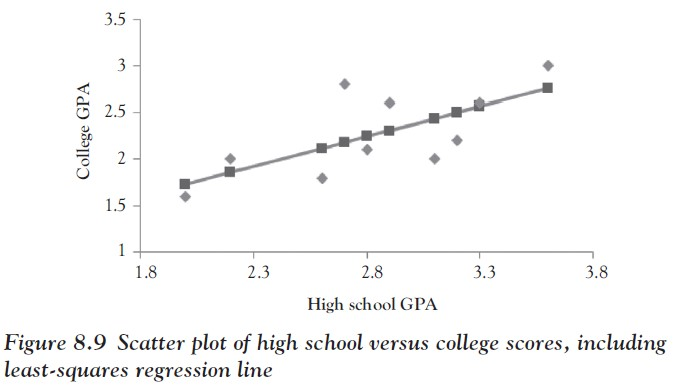 3.5
3
2.5
2
1.5
1
College GPA
1.8 2.3 2.8 3.3 3.8
High school GPA
Figure 8.9 Scatter plot of high school versus college scores, including
least-squares regression line